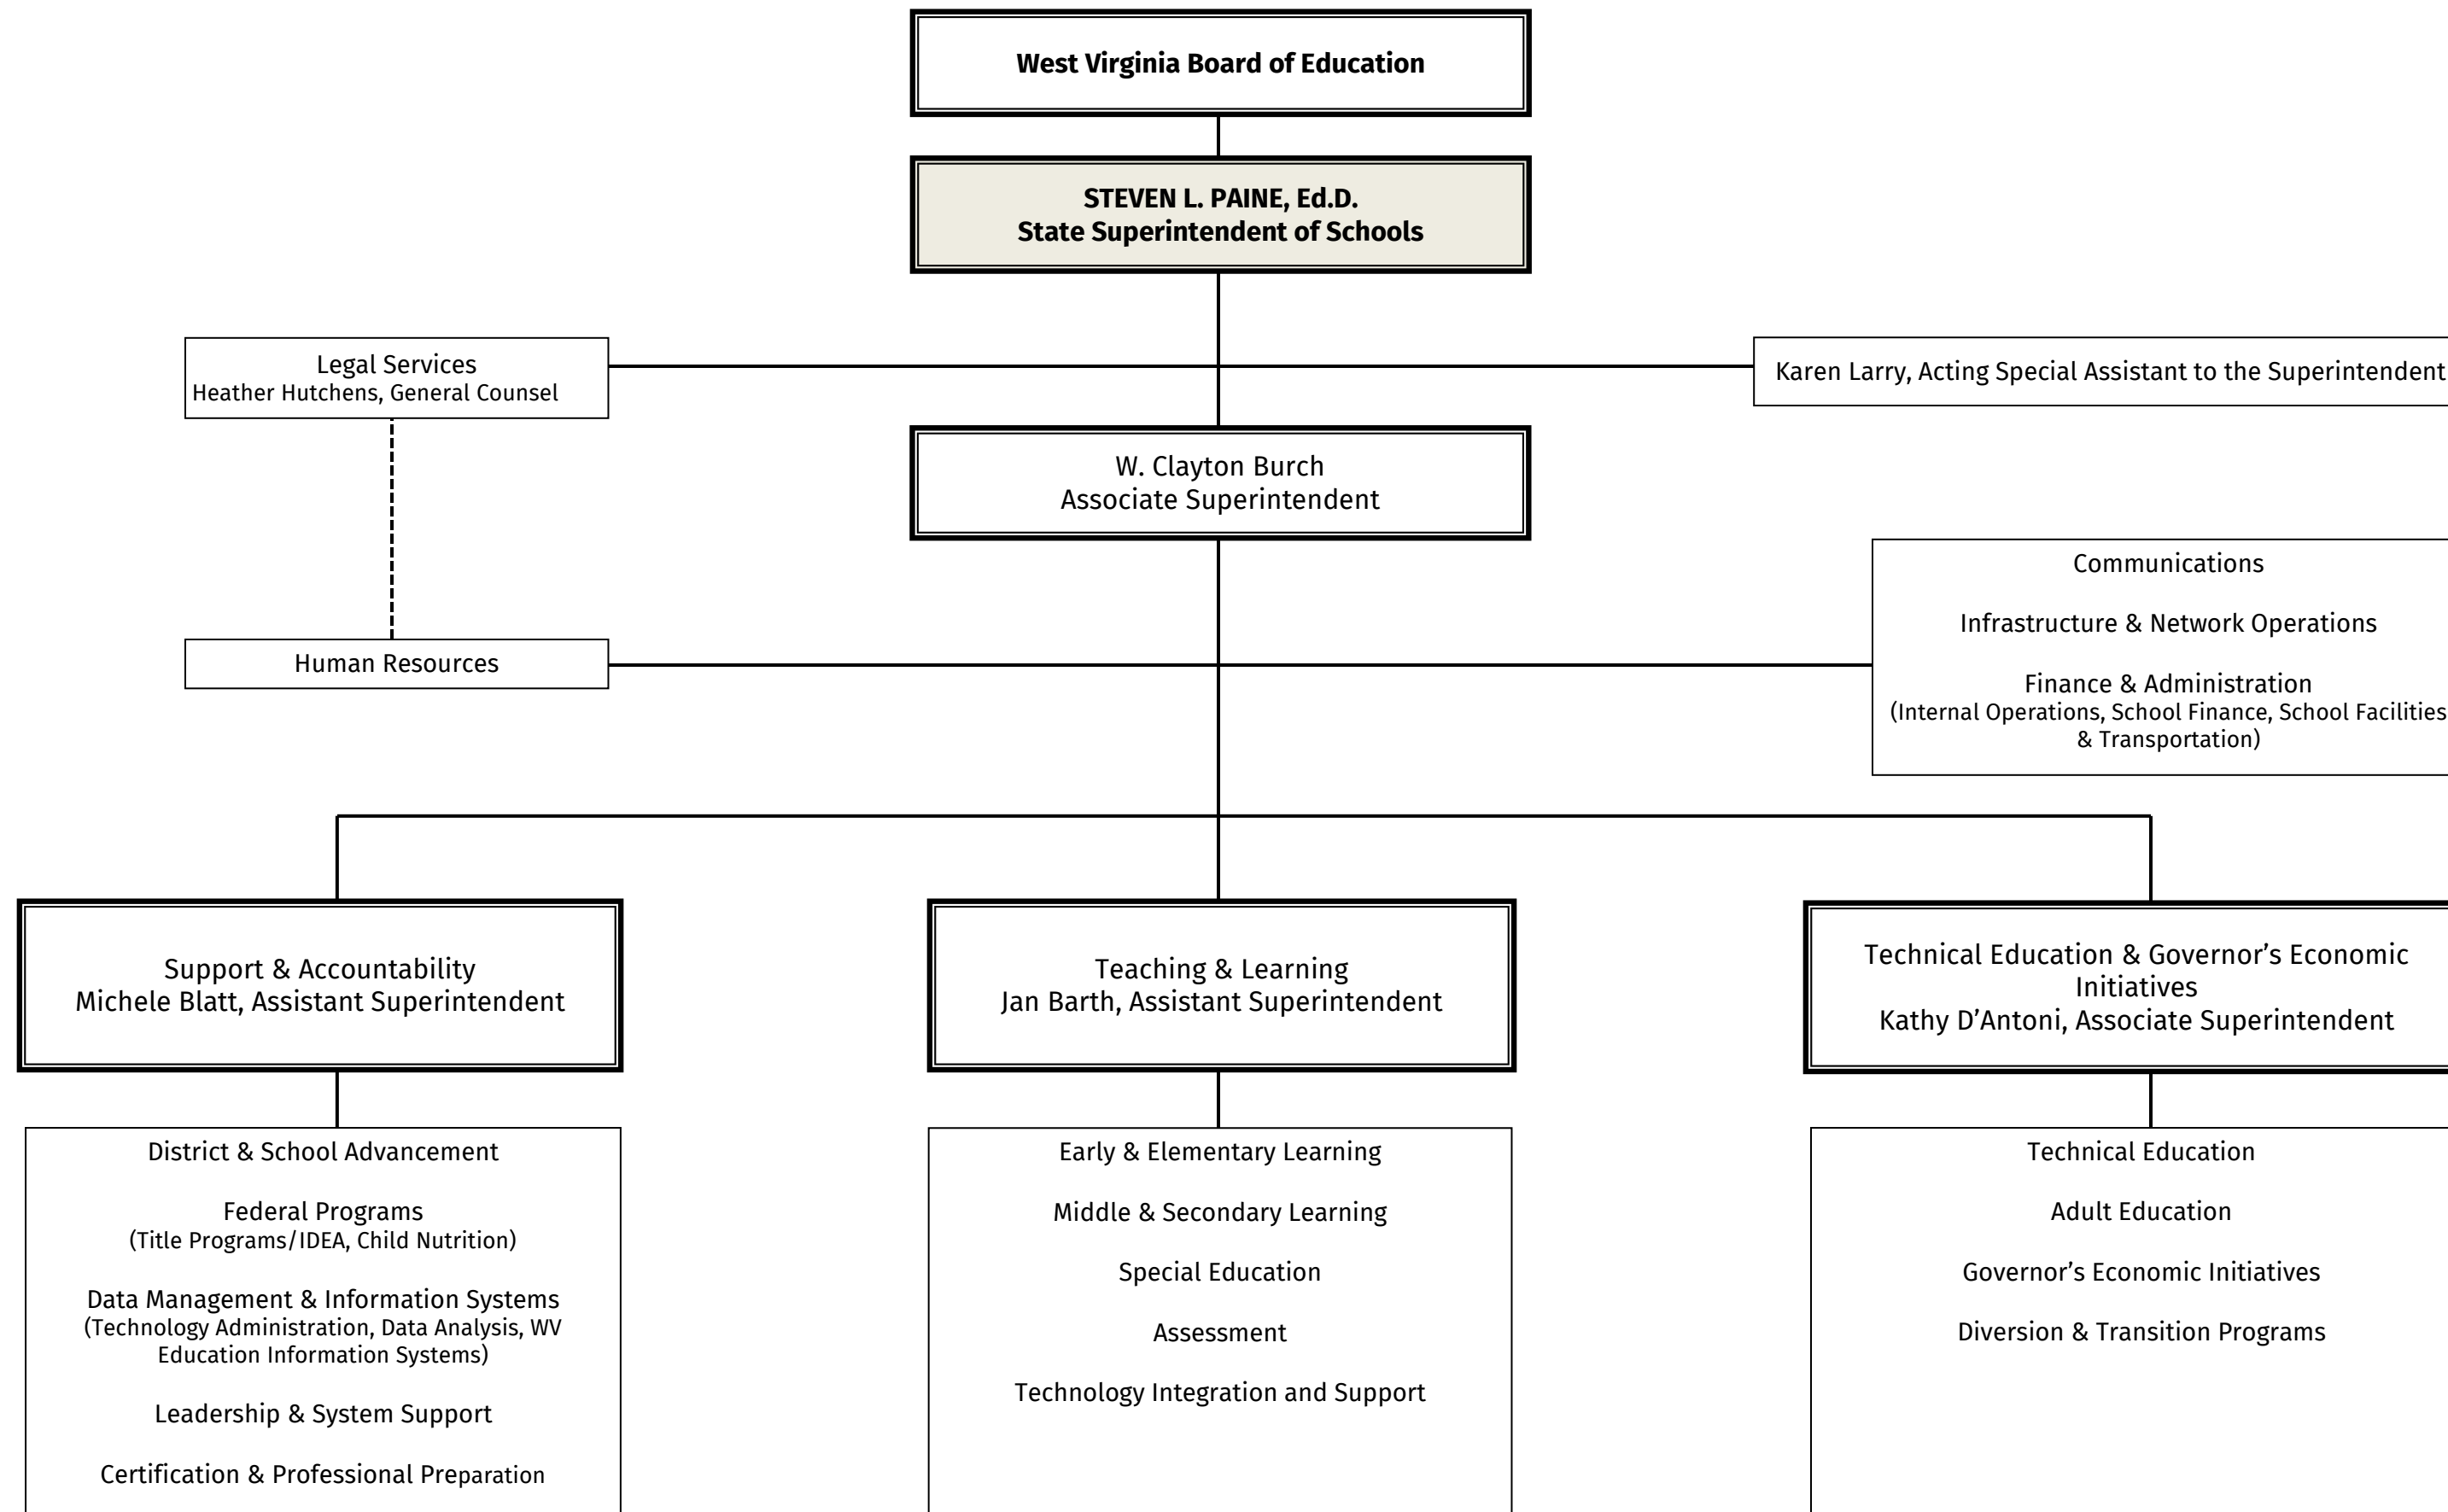 West Virginia Board of Education
STEVEN L. PAINE, Ed.D.
State Superintendent of Schools
Legal Services
Heather Hutchens, General Counsel
Karen Larry, Acting Special Assistant to the Superintendent
W. Clayton Burch
Associate Superintendent
Communications
Infrastructure & Network Operations
Finance & Administration
(Internal Operations, School Finance, School Facilities
& Transportation)
Human Resources
Support & Accountability
Michele Blatt, Assistant Superintendent
Teaching & Learning
Jan Barth, Assistant Superintendent
Technical Education & Governor’s Economic
Initiatives
Kathy D’Antoni, Associate Superintendent
District & School Advancement
Federal Programs
(Title Programs/IDEA, Child Nutrition)
Data Management & Information Systems
(Technology Administration, Data Analysis, WV
Education Information Systems)
Leadership & System Support
Certification & Professional Preparation
Early & Elementary Learning
Middle & Secondary Learning
Special Education
Assessment
Technology Integration and Support
Technical Education
Adult Education
Governor’s Economic Initiatives
Diversion & Transition Programs